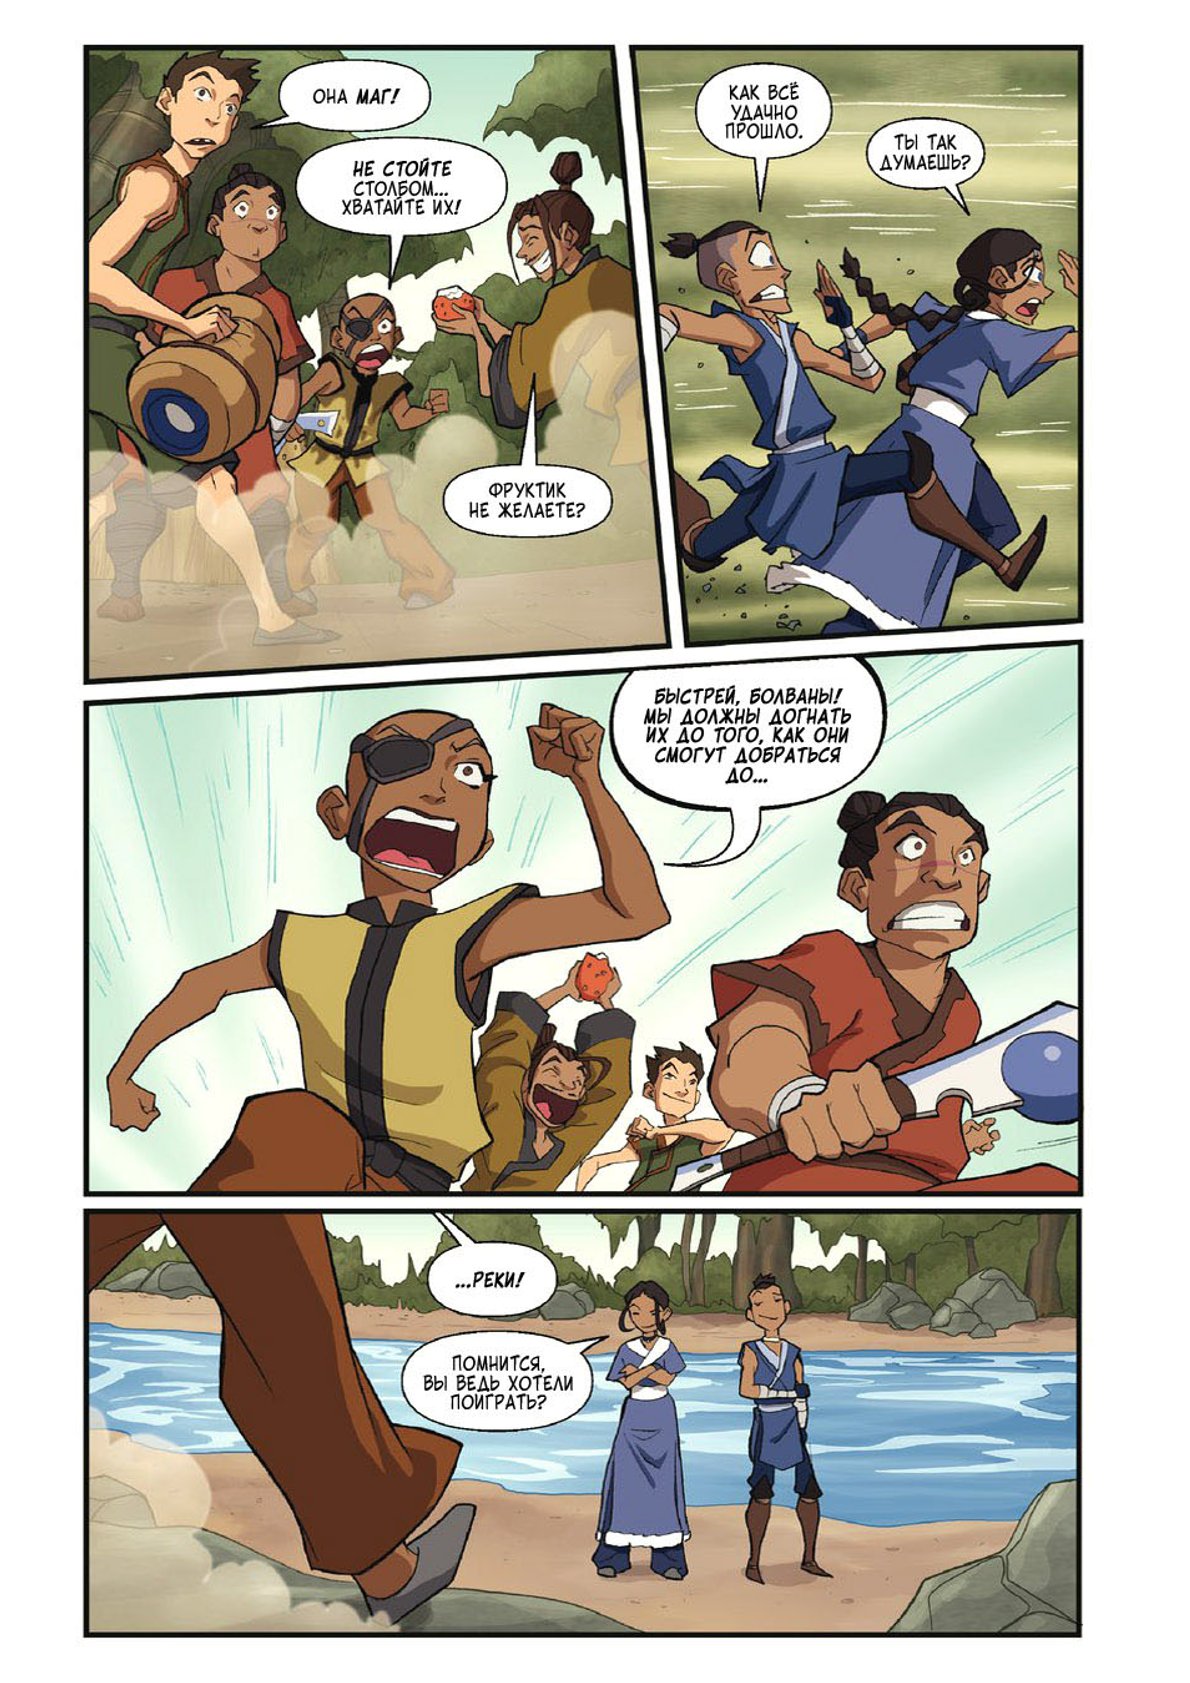 ОНА МАГ!
НЕ СТОЙТЕ
СТОЛБОМ...
ХВАТАЙТЕ ИХ!
ФРУКТИК
НЕ ЖЕЛАЕТЕ?
КАК ВСЁ
УДАЧНО
ПРОШЛО.
ТЫ ТАК
ДУМАЕШЬ?
БЫСТРЕЙ, БОЛВАНЫ!
МЫ ДОЛЖНЫ ДОГНАТЬ
ИХ ДО ТОГО, КАК ОНИ
СМОГУТ ДОБРАТЬСЯ
ДО...
...РЕКИ!
ПОМНИТСЯ,
ВЫ ВЕДЬ ХОТЕЛИ
ПОИГРАТЬ?